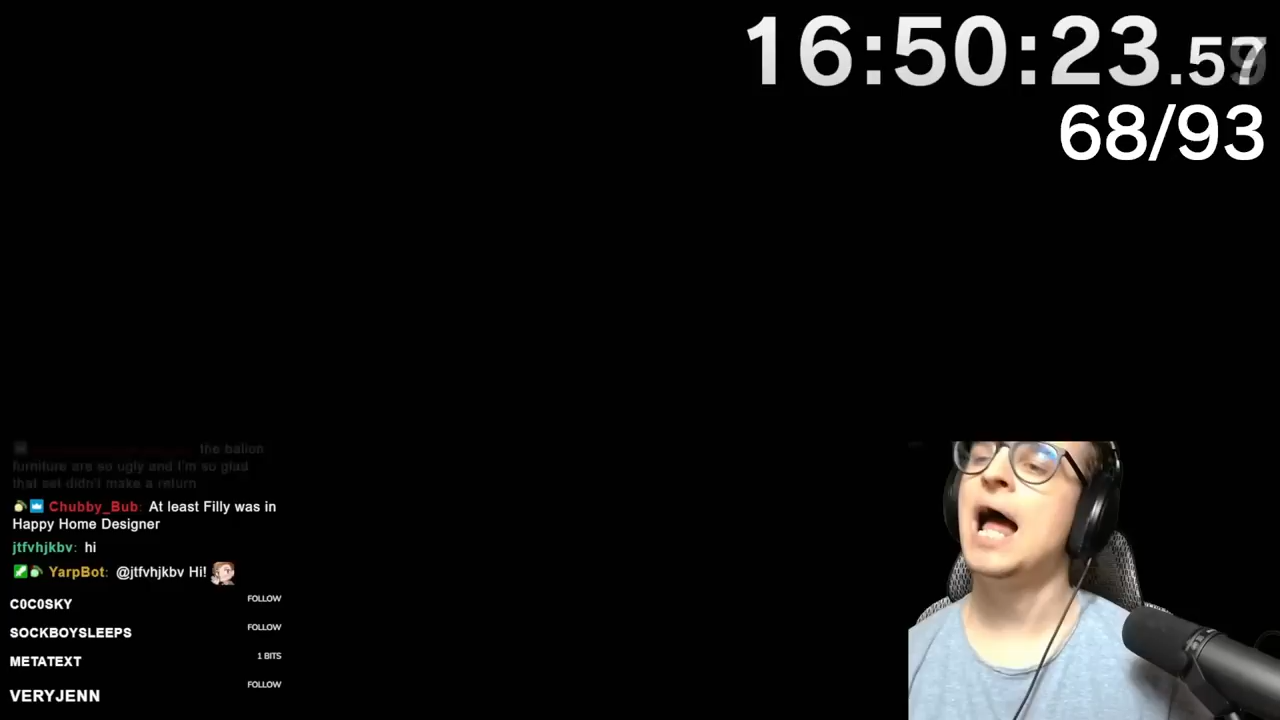 16:50:23.57
68/93
the balion
furniture are so ugly and I'm so glad
that set didn't make a return
Chubby_Bub: At least Filly was in
Happy Home Designer
jtfvhjkbv: hi
YarpBot: @jtfvhjkbv Hi!
C0C0SKY FOLLOW
SOCKBOYSLEEPS FOLLOW
METATEXT 1 BITS
VERYJENN FOLLOW